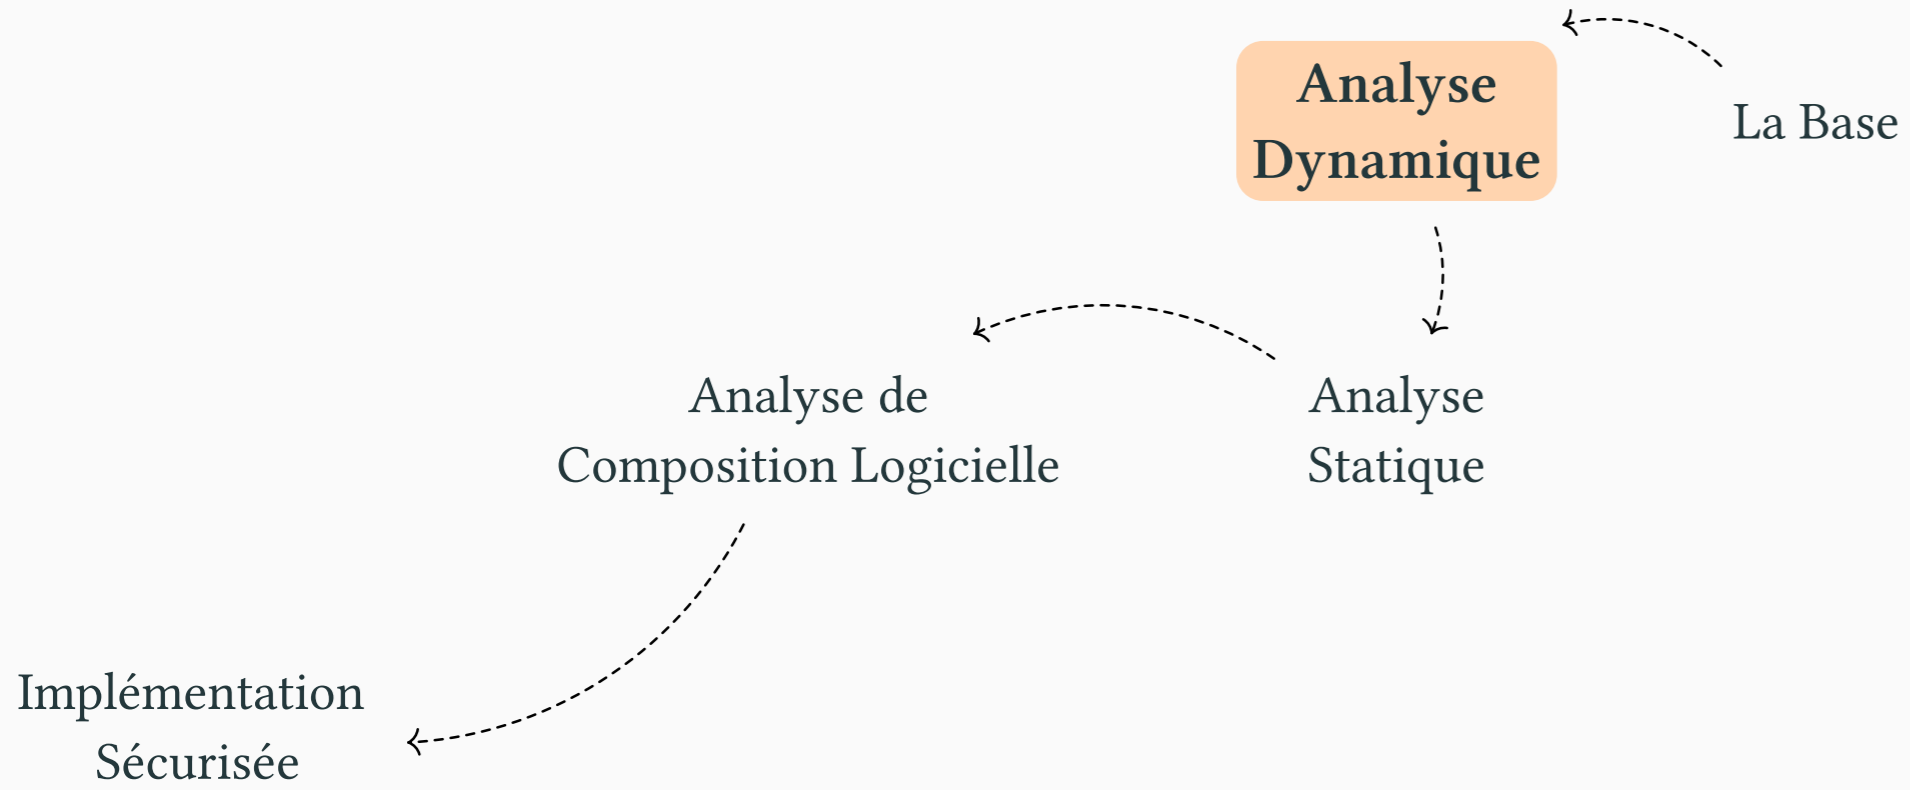 Analyse
Dynamique
La Base
Analyse de
Composition Logicielle
Analyse
Statique
Implémentation
Sécurisée